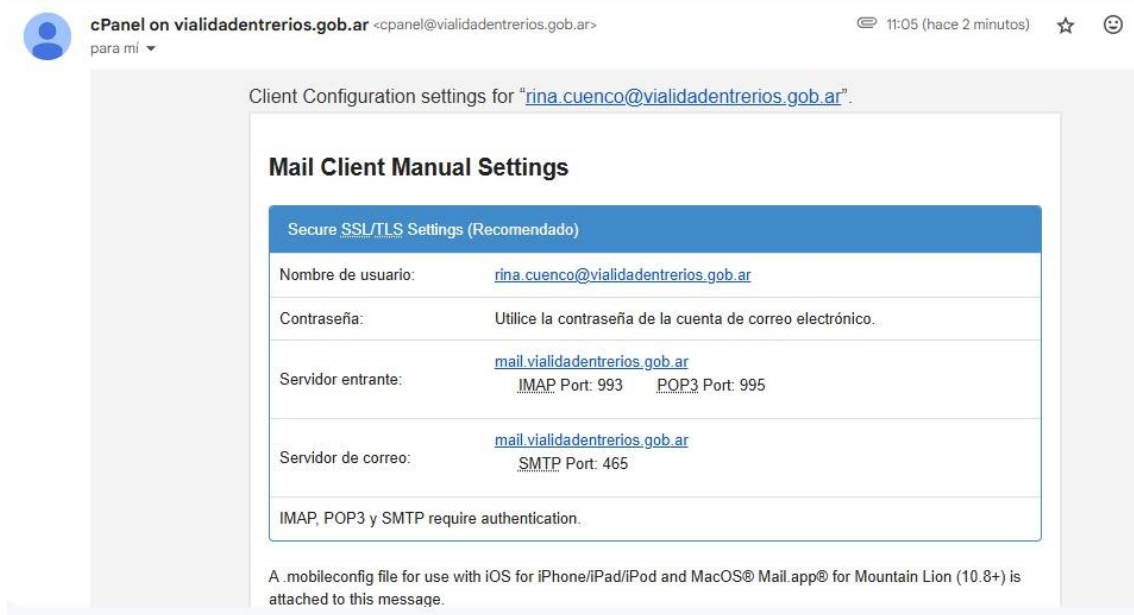 cPanel on vialidadentrerios.gob.ar <cpanel@vialidadentrerios.gob.ar> 11:05 (hace 2 minutos)
para mí
Client Configuration settings for “rina.cuenco@vialidadentrerios.gob.ar”.
Mail Client Manual Settings
Secure SSL/TLS Settings (Recomendado)
Nombre de usuario: rina.cuenco@vialidadentrerios.gob.ar
Contraseña: Utilice la contraseña de la cuenta de correo electrónico.
Servidor entrante: mail.vialidadentrerios.gob.ar
IMAP Port: 993 POP3 Port: 995
Servidor de correo: mail.vialidadentrerios.gob.ar
SMTP Port: 465
IMAP, POP3 y SMTP require authentication.
A .mobileconfig file for use with iOS for iPhone/iPad/iPod and MacOS® Mail.app® for Mountain Lion (10.8+) is
attached to this message.